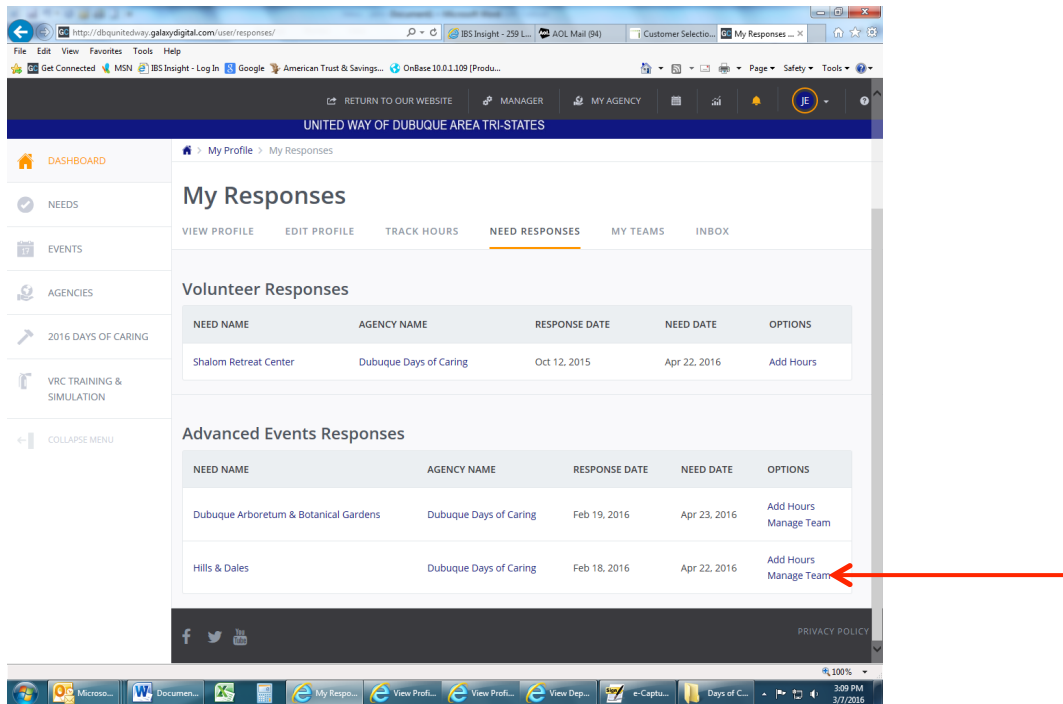 Document1 - Microsoft Word
http://dbqunitedway.galaxydigital.com/user/responses/
IBS Insight - 259 L... AOL Mail (94) Customer Selectio... My Responses ... ×
File Edit View Favorites Tools Help
Get Connected MSN IBS Insight - Log In Google American Trust & Savings... OnBase 10.0.1.109 [Produ... Page Safety Tools
RETURN TO OUR WEBSITE MANAGER MY AGENCY JE
UNITED WAY OF DUBUQUE AREA TRI-STATES
> My Profile > My Responses
DASHBOARD
NEEDS
EVENTS
AGENCIES
2016 DAYS OF CARING
VRC TRAINING &
SIMULATION
COLLAPSE MENU
My Responses
VIEW PROFILE EDIT PROFILE TRACK HOURS NEED RESPONSES MY TEAMS INBOX
Volunteer Responses
NEED NAME AGENCY NAME RESPONSE DATE NEED DATE OPTIONS
Shalom Retreat Center Dubuque Days of Caring Oct 12, 2015 Apr 22, 2016 Add Hours
Advanced Events Responses
NEED NAME AGENCY NAME RESPONSE DATE NEED DATE OPTIONS
Dubuque Arboretum & Botanical Gardens Dubuque Days of Caring Feb 19, 2016 Apr 23, 2016 Add Hours
Manage Team
Hills & Dales Dubuque Days of Caring Feb 18, 2016 Apr 22, 2016 Add Hours
Manage Team
PRIVACY POLICY
100%
Microso... Documen... My Respo... View Profi... View Profi... View Dep... e-Captu... Days of C... 3:09 PM
3/7/2016